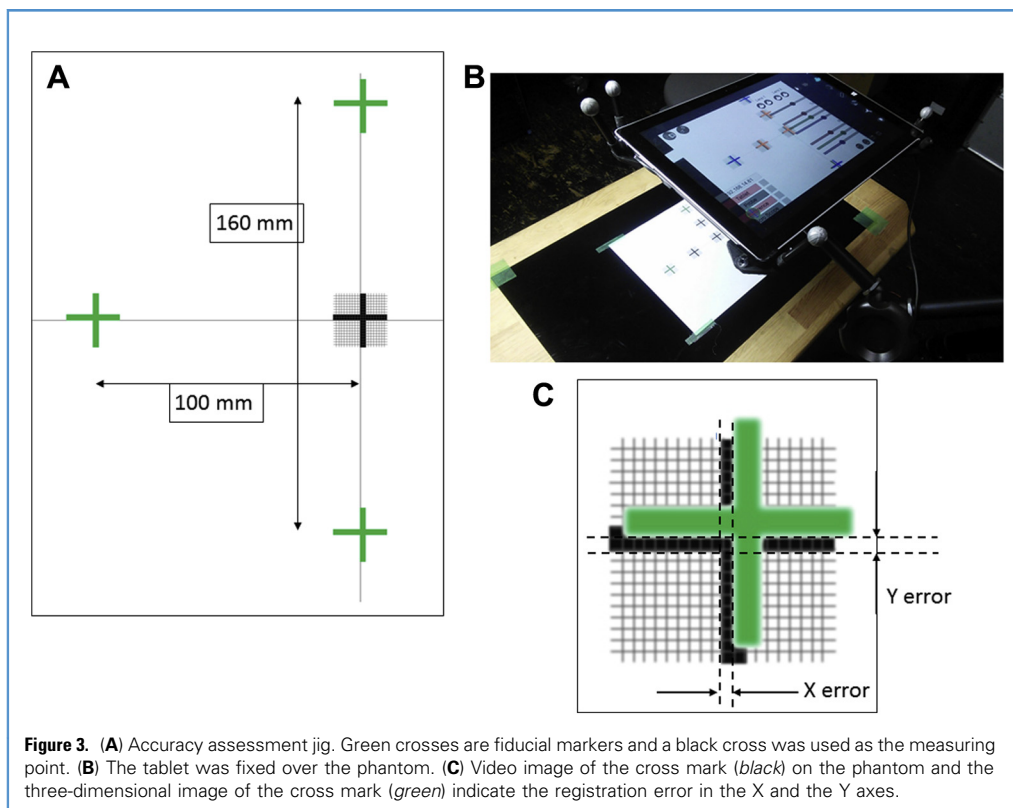 A
160 mm
100 mm
B
C
Y error
X error
Figure 3. (A) Accuracy assessment jig. Green crosses are fiducial markers and a black cross was used as the measuring
point. (B) The tablet was fixed over the phantom. (C) Video image of the cross mark (black) on the phantom and the
three-dimensional image of the cross mark (green) indicate the registration error in the X and the Y axes.